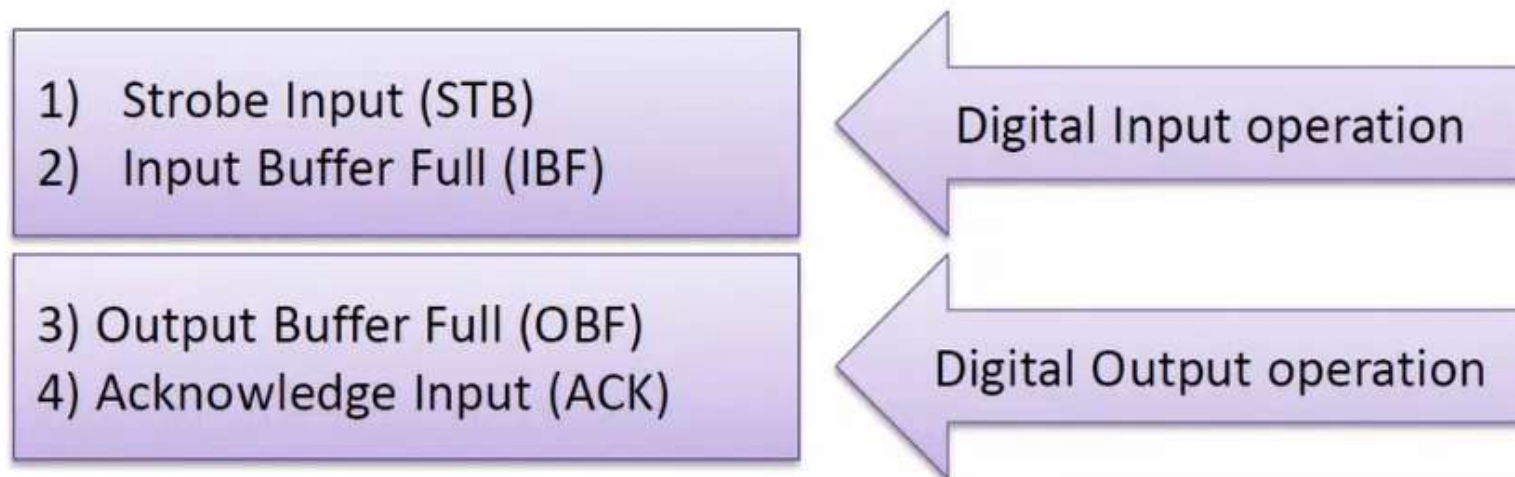 1) Strobe Input (STB)
2) Input Buffer Full (IBF)
Digital Input operation
3) Output Buffer Full (OBF)
4) Acknowledge Input (ACK)
Digital Output operation